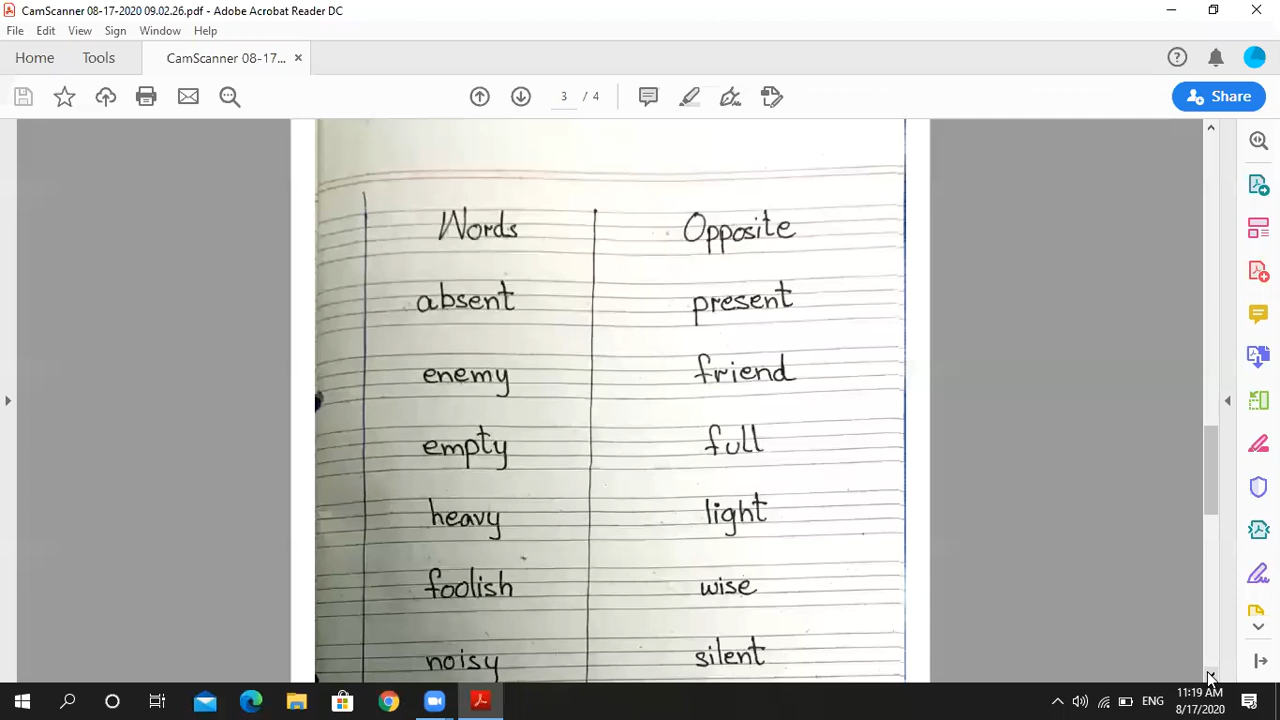 CamScanner 08-17-2020 09.02.26.pdf - Adobe Acrobat Reader DC
File Edit View Sign Window Help
Home Tools CamScanner 08-17... ×
3 / 4
Share
Words Opposite
absent present
enemy friend
empty full
heavy light
foolish wise
noisy silent
ENG
11:19 AM
8/17/2020